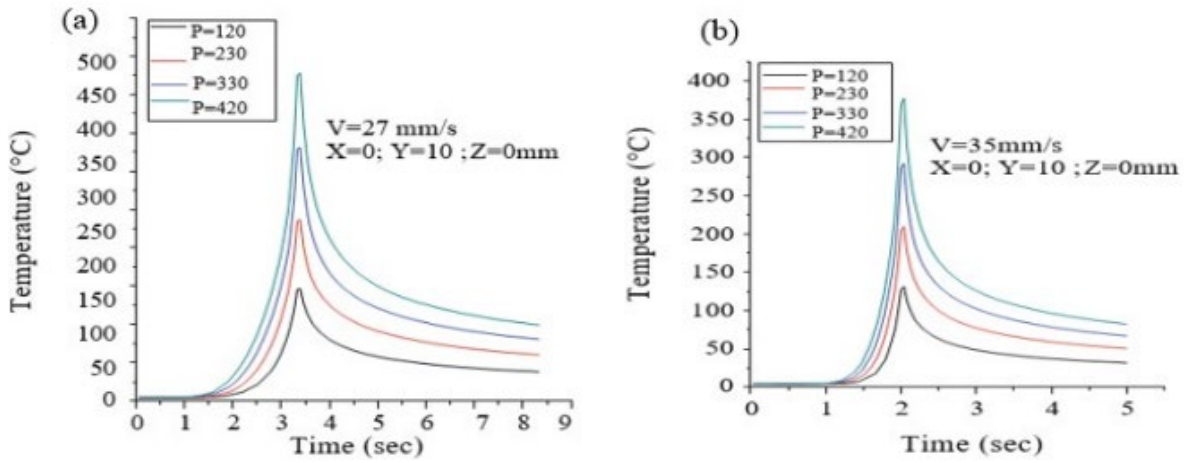 (a)
P=120
P=230
P=330
P=420
V=27 mm/s
X=0; Y=10 ;Z=0mm
500
450
400
350
300
250
200
150
100
50
0
Temperature (°C)
0 1 2 3 4 5 6 7 8 9
Time (sec)
(b)
P=120
P=230
P=330
P=420
V=35mm/s
X=0; Y=10 ;Z=0mm
400
350
300
250
200
150
100
50
0
Temperature (°C)
0 1 2 3 4 5
Time (sec)